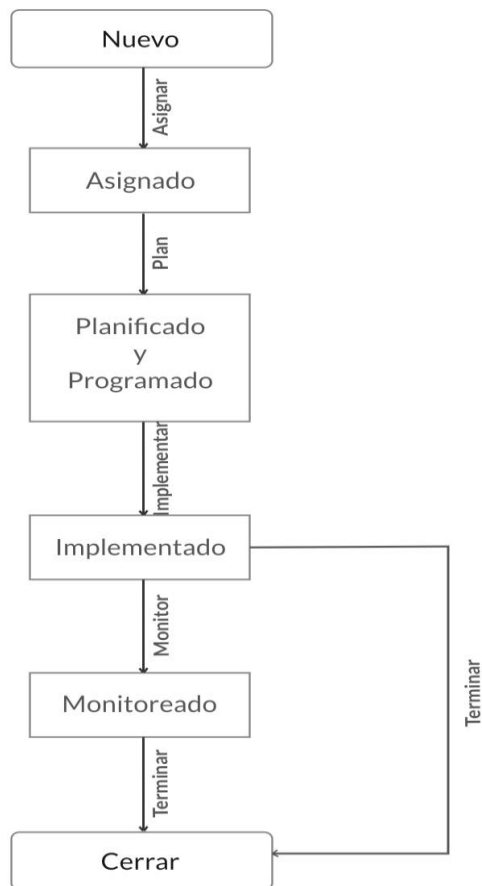 Nuevo
Asignar
Asignado
Plan
Planificado
y
Programado
Implementar
Implementado
Monitor
Monitoreado
Terminar
Terminar
Cerrar